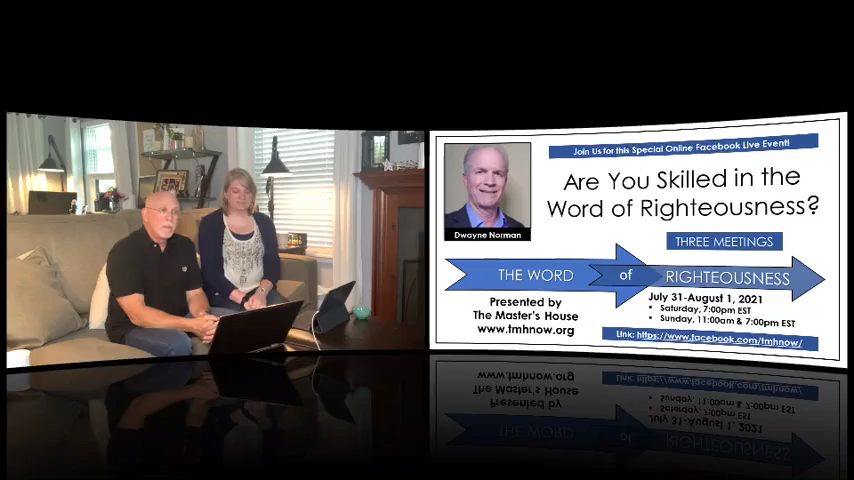 Join Us for this Special Online Facebook Live Event!
Are You Skilled in the
Word of Righteousness?
Dwayne Norman
THREE MEETINGS
THE WORD of RIGHTEOUSNESS
Presented by
The Master's House
www.tmhnow.org
July 31-August 1, 2021
• Saturday, 7:00pm EST
• Sunday, 11:00am & 7:00pm EST
Link: https://www.facebook.com/tmhnow/